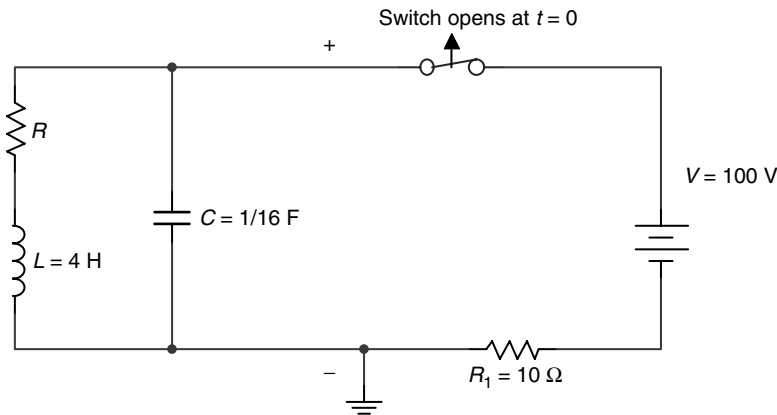 Switch opens at t = 0
+
R
V = 100 V
C = 1/16 F
L = 4 H
−
R₁ = 10 Ω